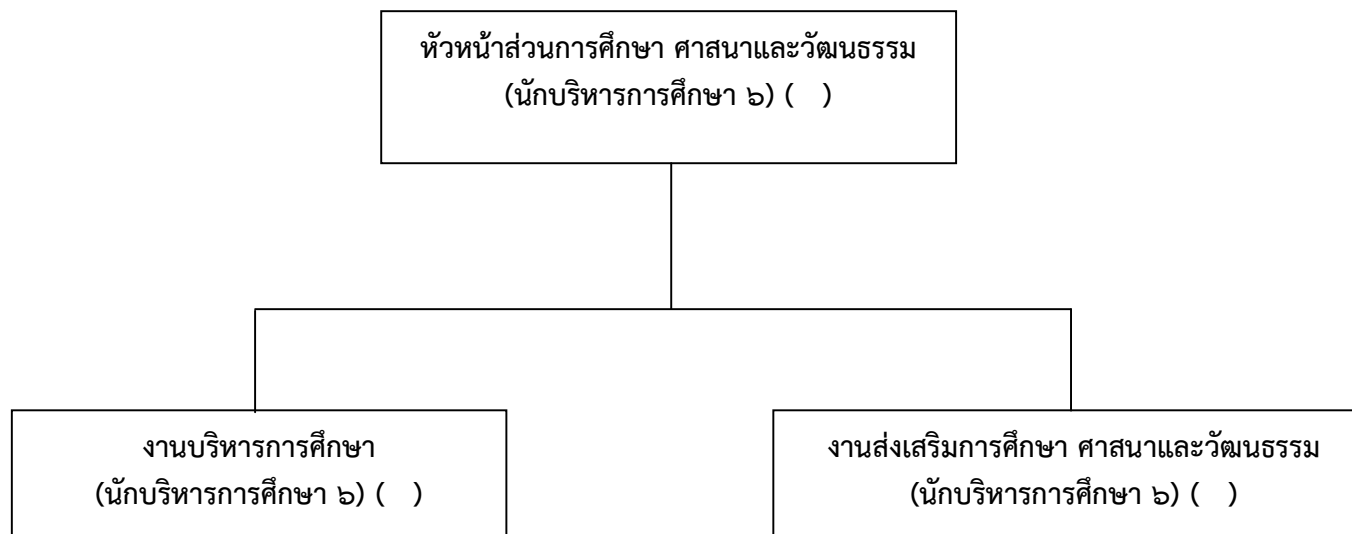 หัวหน้าส่วนการศึกษา ศาสนาและวัฒนธรรม
(นักบริหารการศึกษา ๖) (   )
งานบริหารการศึกษา
(นักบริหารการศึกษา ๖) (   )
งานส่งเสริมการศึกษา ศาสนาและวัฒนธรรม
(นักบริหารการศึกษา ๖) (   )